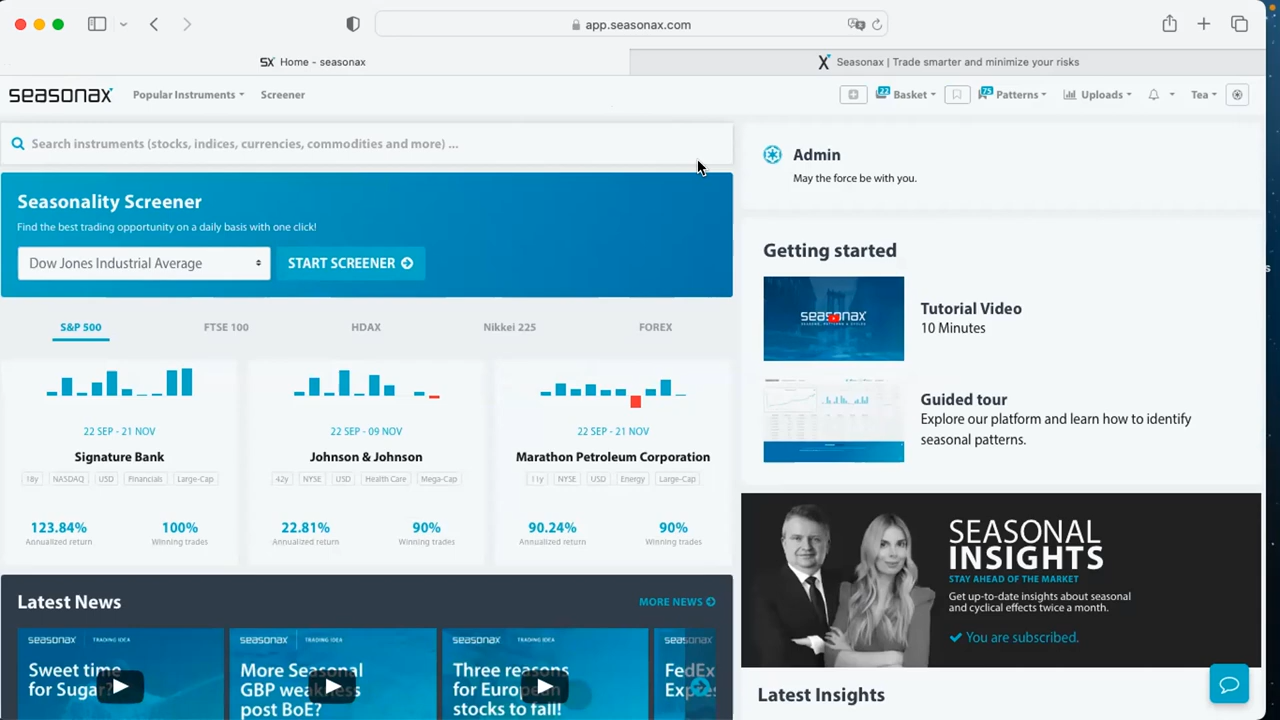 app.seasonax.com
SX Home - seasonax
Seasonax | Trade smarter and minimize your risks
seasonax
Popular Instruments
Screener
22
Basket
75
Patterns
Uploads
Tea
Search instruments (stocks, indices, currencies, commodities and more) ...
Seasonality Screener
Find the best trading opportunity on a daily basis with one click!
Dow Jones Industrial Average
START SCREENER
S&P 500
FTSE 100
HDAX
Nikkei 225
FOREX
22 SEP - 21 NOV
Signature Bank
18y NASDAQ USD Financials Large-Cap
123.84% 100%
Annualized return Winning trades
22 SEP - 09 NOV
Johnson & Johnson
42y NYSE USD Health Care Mega-Cap
22.81% 90%
Annualized return Winning trades
22 SEP - 21 NOV
Marathon Petroleum Corporation
11y NYSE USD Energy Large-Cap
90.24% 90%
Annualized return Winning trades
Latest News
MORE NEWS
seasonax TRADING IDEA
Sweet time
for Sugar?
seasonax TRADING IDEA
More Seasonal
GBP weakness
post BoE?
seasonax TRADING IDEA
Three reasons
for European
stocks to fall!
Admin
May the force be with you.
Getting started
seasonax
Tutorial Video
10 Minutes
Guided tour
Explore our platform and learn how to identify
seasonal patterns.
SEASONAL
INSIGHTS
STAY AHEAD OF THE MARKET
Get up-to-date insights about seasonal
and cyclical effects twice a month.
You are subscribed.
Latest Insights